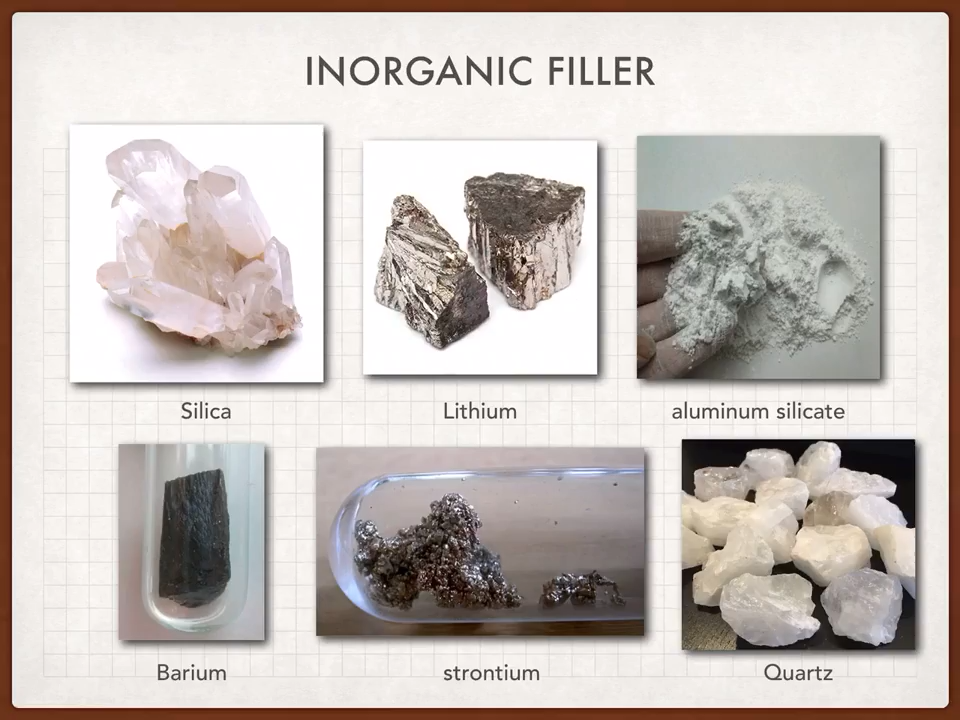 INORGANIC FILLER
Silica
Lithium
aluminum silicate
Barium
strontium
Quartz